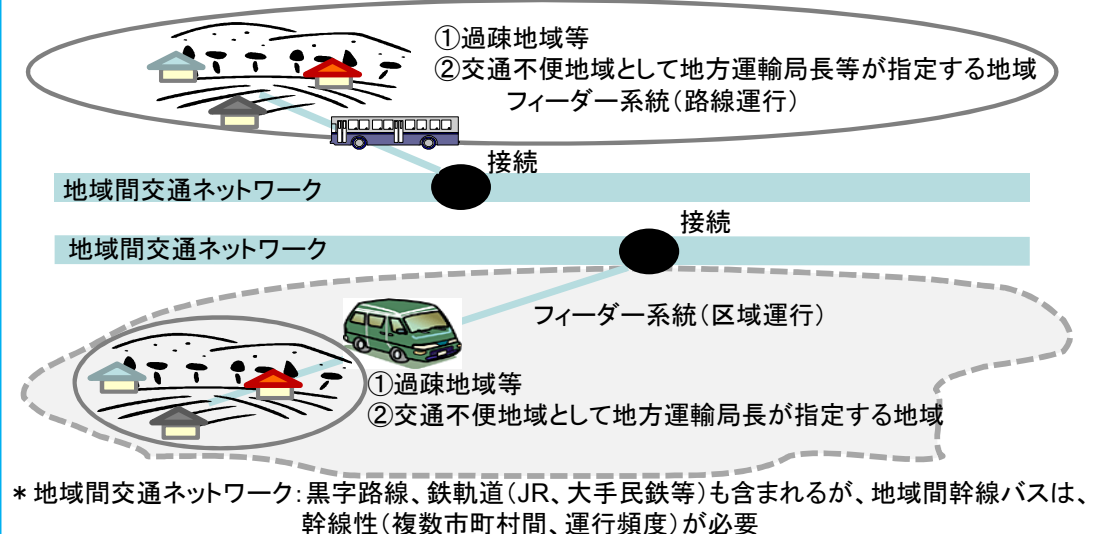 ①過疎地域等
②交通不便地域として地方運輸局長等が指定する地域
フィーダー系統(路線運行)
接続
地域間交通ネットワーク
接続
地域間交通ネットワーク
フィーダー系統(区域運行)
①過疎地域等
②交通不便地域として地方運輸局長が指定する地域
*地域間交通ネットワーク:黒字路線、鉄軌道(JR、大手民鉄等)も含まれるが、地域間幹線バスは、
幹線性(複数市町村間、運行頻度)が必要